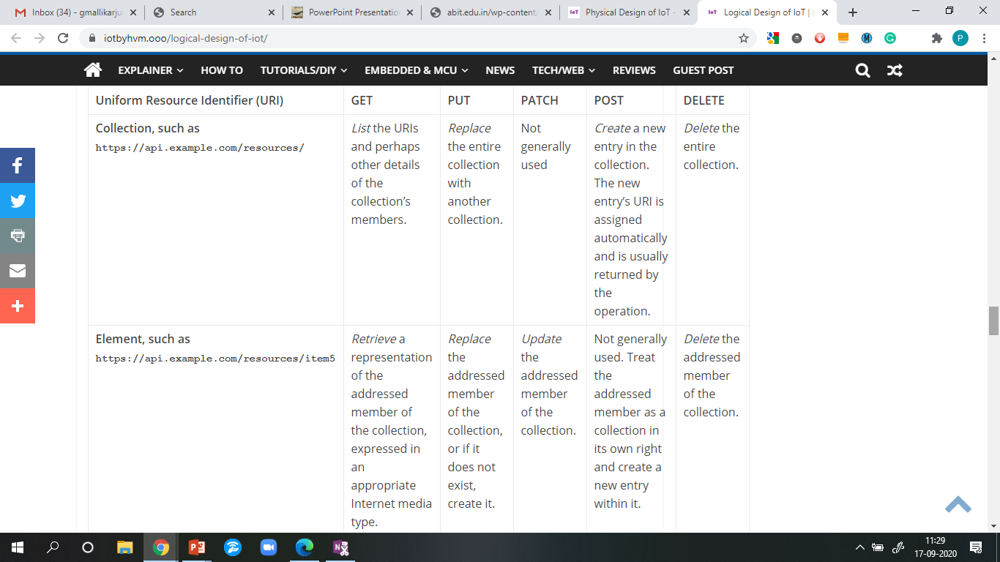 Inbox (34) - gmallikarju
Search
PowerPoint Presentatio
abit.edu.in/wp-content/
IoT
Physical Design of IoT -
IoT
Logical Design of IoT |
iotbyhvm.ooo/logical-design-of-iot/
P
EXPLAINER HOW TO TUTORIALS/DIY EMBEDDED & MCU NEWS TECH/WEB REVIEWS GUEST POST
Uniform Resource Identifier (URI) GET PUT PATCH POST DELETE
Collection, such as
https://api.example.com/resources/
List the URIs
and perhaps
other details
of the
collection’s
members.
Replace
the entire
collection
with
another
collection.
Not
generally
used
Create a new
entry in the
collection.
The new
entry’s URI is
assigned
automatically
and is usually
returned by
the
operation.
Delete the
entire
collection.
Element, such as
https://api.example.com/resources/item5
Retrieve a
representation
of the
addressed
member of
the collection,
expressed in
an
appropriate
Internet media
type.
Replace
the
addressed
member
of the
collection,
or if it
does not
exist,
create it.
Update
the
addressed
member
of the
collection.
Not generally
used. Treat
the
addressed
member as a
collection in
its own right
and create a
new entry
within it.
Delete the
addressed
member
of the
collection.
11:29
17-09-2020